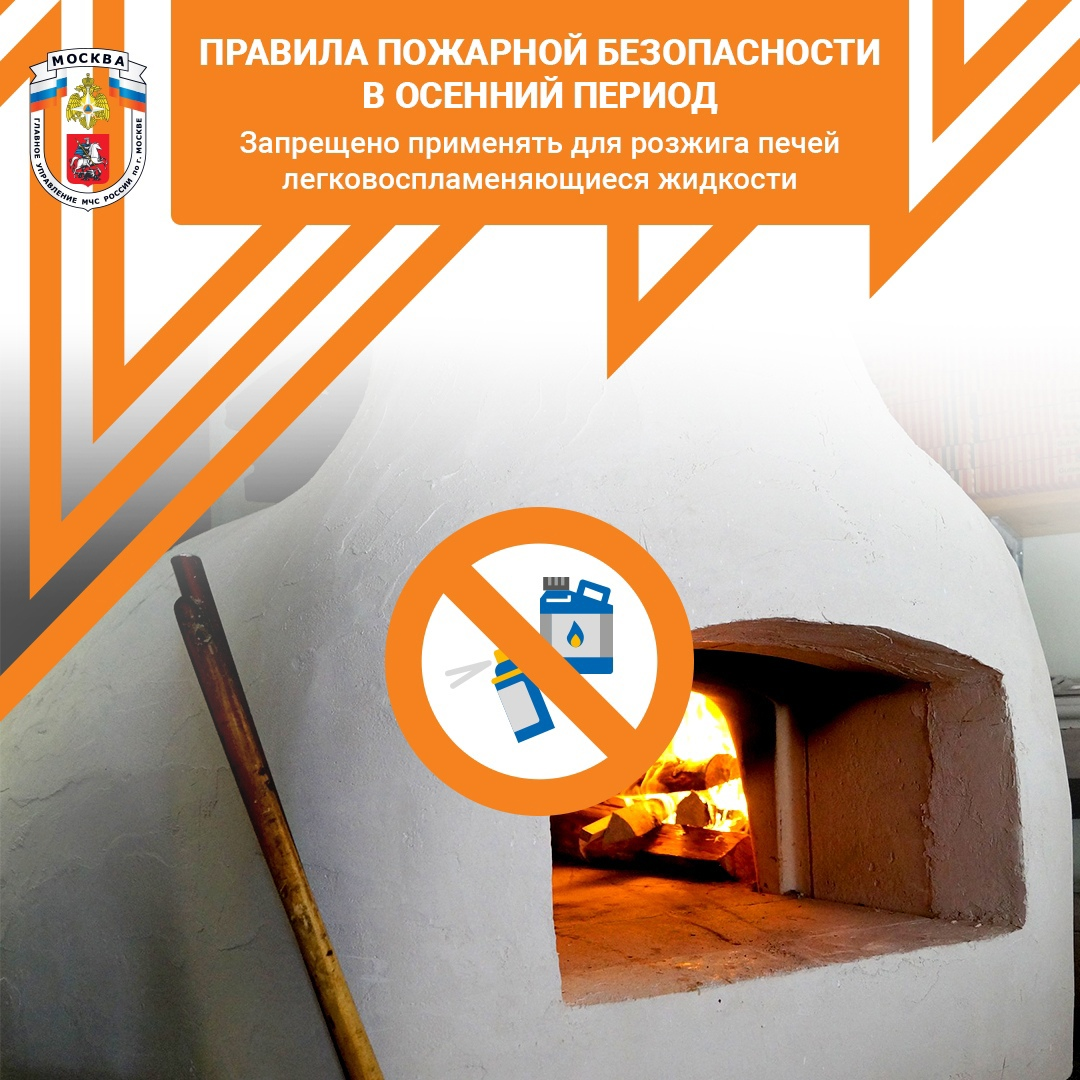 ПРАВИЛА ПОЖАРНОЙ БЕЗОПАСНОСТИ
В ОСЕННИЙ ПЕРИОД
Запрещено применять для розжига печей
легковоспламеняющиеся жидкости
МОСКВА
ГЛАВНОЕ УПРАВЛЕНИЕ МЧС РОССИИ по г. МОСКВЕ